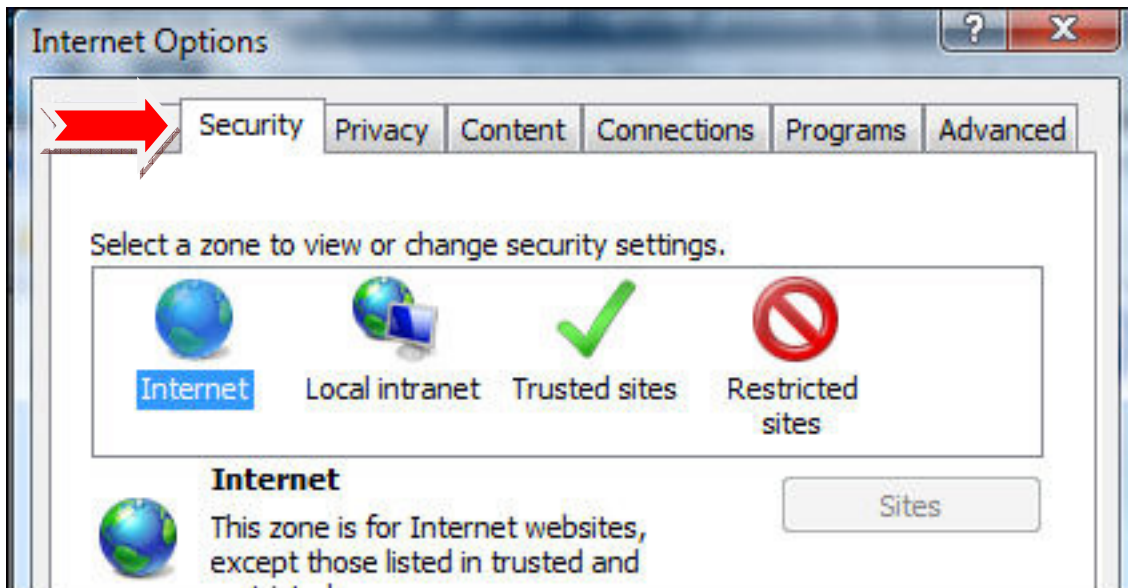 Internet Options
?
X
Security Privacy Content Connections Programs Advanced
Select a zone to view or change security settings.
Internet Local intranet Trusted sites Restricted sites
Internet
This zone is for Internet websites,
except those listed in trusted and
Sites